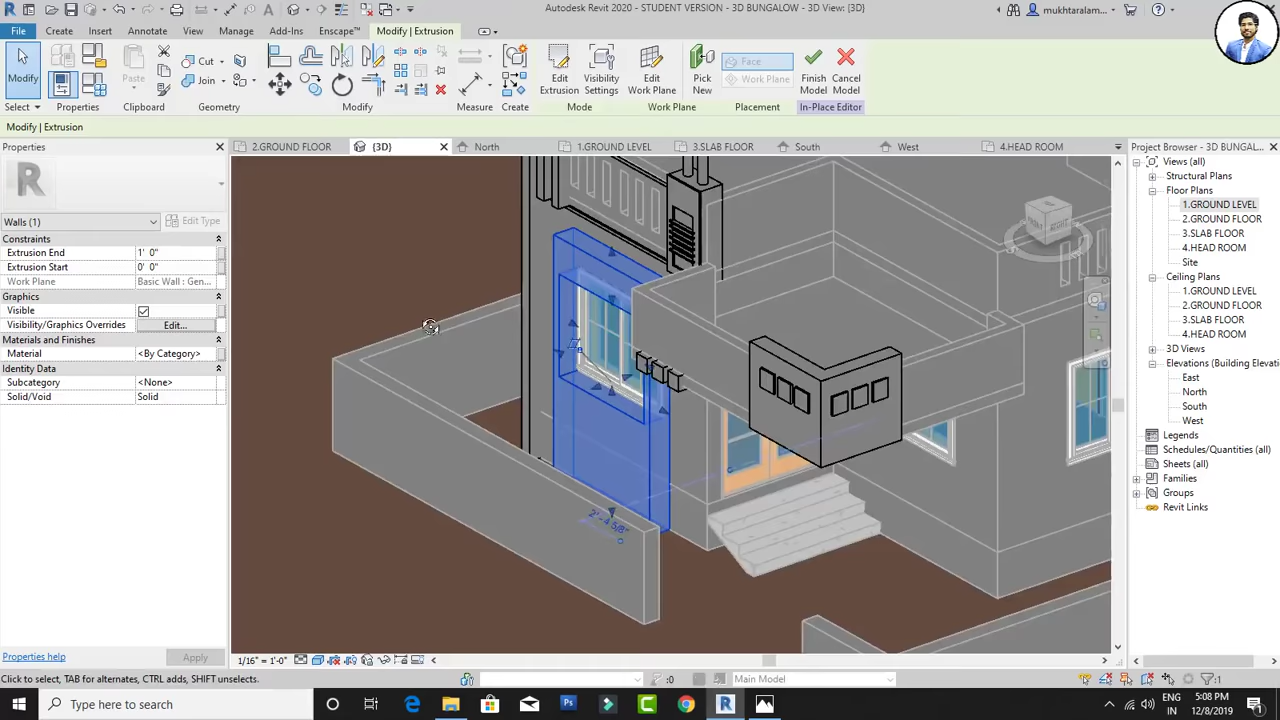 Autodesk Revit 2020 - STUDENT VERSION - 3D BUNGALOW - 3D View: {3D}
mukhtaralam...
File Create Insert Annotate View Manage Add-Ins Enscape™ Modify | Extrusion
Modify Paste Cut Join Edit Extrusion Visibility Settings Edit Work Plane Pick New Face Work Plane Finish Model Cancel Model
Select Properties Clipboard Geometry Modify Measure Create Mode Work Plane Placement In-Place Editor
Modify | Extrusion
Properties
2.GROUND FLOOR {3D} North 1.GROUND LEVEL 3.SLAB FLOOR South West 4.HEAD ROOM
Project Browser - 3D BUNGA...
Walls (1) Edit Type
Constraints
Extrusion End 1' 0"
Extrusion Start 0' 0"
Work Plane Basic Wall : Gen...
Graphics
Visible
Visibility/Graphics Overrides Edit...
Materials and Finishes
Material <By Category>
Identity Data
Subcategory <None>
Solid/Void Solid
Properties help Apply
2' - 4 5/8"
Views (all)
Structural Plans
Floor Plans
1.GROUND LEVEL
2.GROUND FLOOR
3.SLAB FLOOR
4.HEAD ROOM
Site
Ceiling Plans
1.GROUND LEVEL
2.GROUND FLOOR
3.SLAB FLOOR
4.HEAD ROOM
3D Views
Elevations (Building Elevati
East
North
South
West
Legends
Schedules/Quantities (all)
Sheets (all)
Families
Groups
Revit Links
1/16" = 1'-0"
Click to select, TAB for alternates, CTRL adds, SHIFT unselects.
:0
Main Model
:1
Type here to search
ENG
IN
5:08 PM
12/8/2019